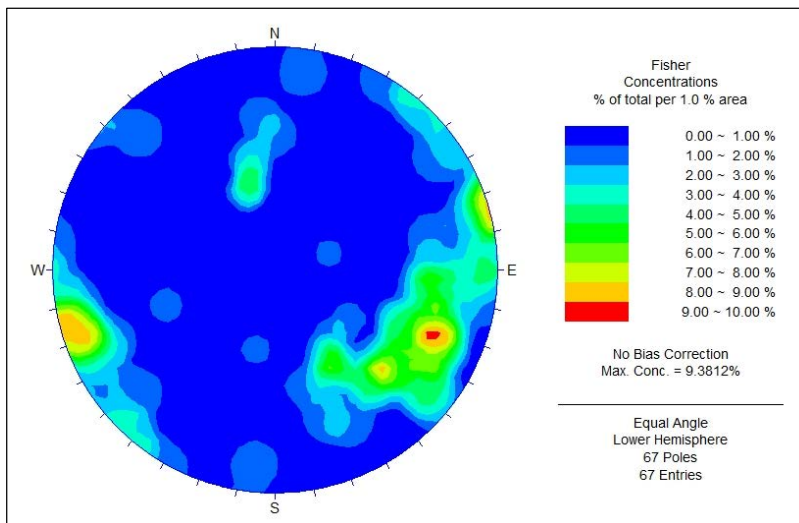 N
W
E
S
Fisher
Concentrations
% of total per 1.0 % area
0.00 ~ 1.00 %
1.00 ~ 2.00 %
2.00 ~ 3.00 %
3.00 ~ 4.00 %
4.00 ~ 5.00 %
5.00 ~ 6.00 %
6.00 ~ 7.00 %
7.00 ~ 8.00 %
8.00 ~ 9.00 %
9.00 ~ 10.00 %
No Bias Correction
Max. Conc. = 9.3812%
Equal Angle
Lower Hemisphere
67 Poles
67 Entries